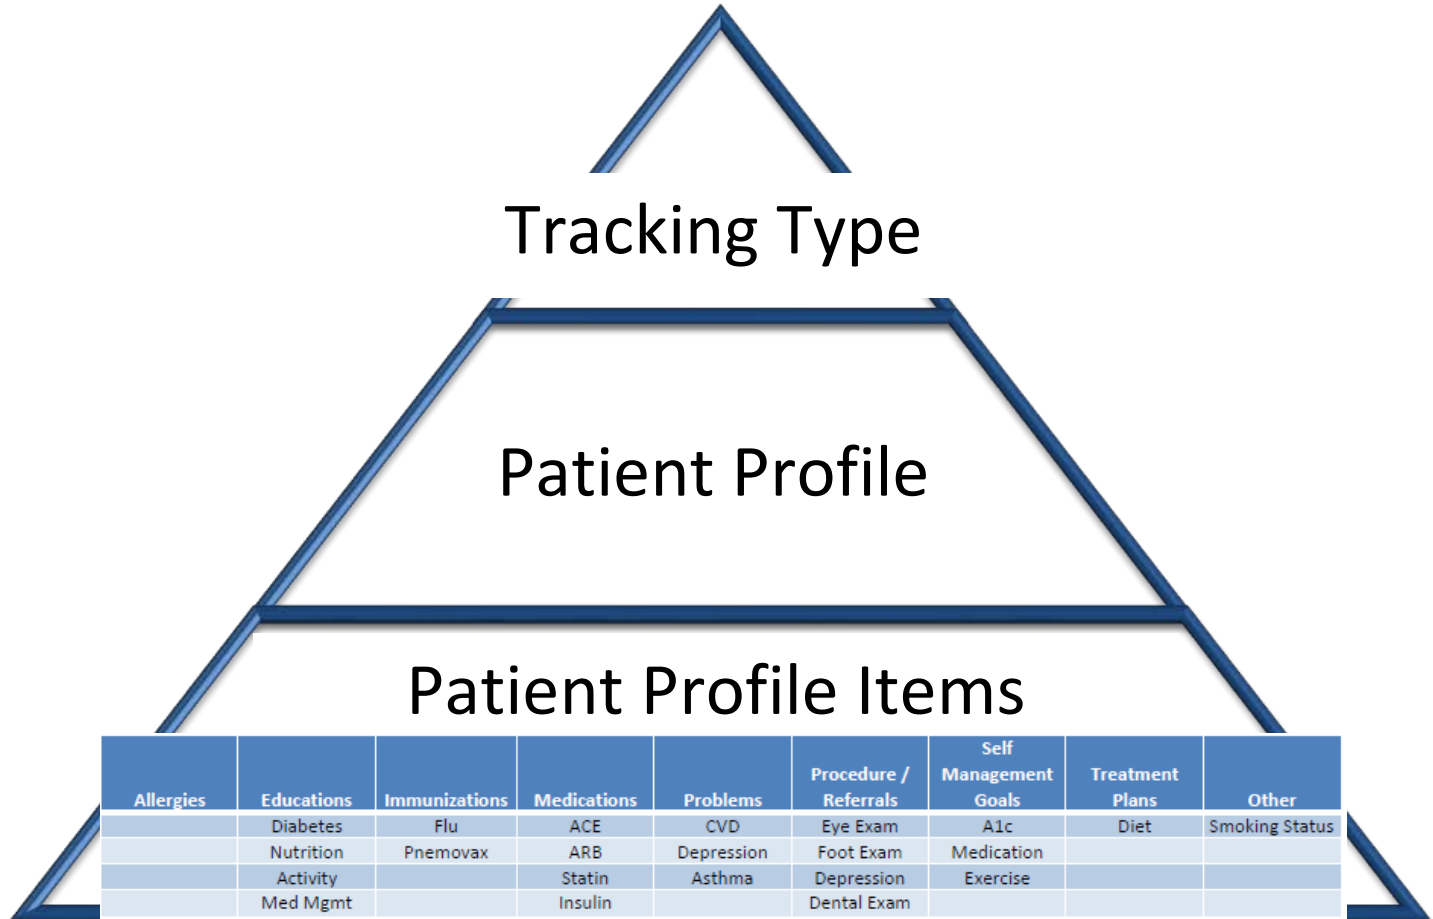 Tracking Type
Patient Profile
Patient Profile Items
Self
Procedure / Management Treatment
Allergies Educations Immunizations Medications Problems Referrals Goals Plans Other
Diabetes Flu ACE CVD Eye Exam A1c Diet Smoking Status
Nutrition Pnemovax ARB Depression Foot Exam Medication
Activity Statin Asthma Depression Exercise
Med Mgmt Insulin Dental Exam